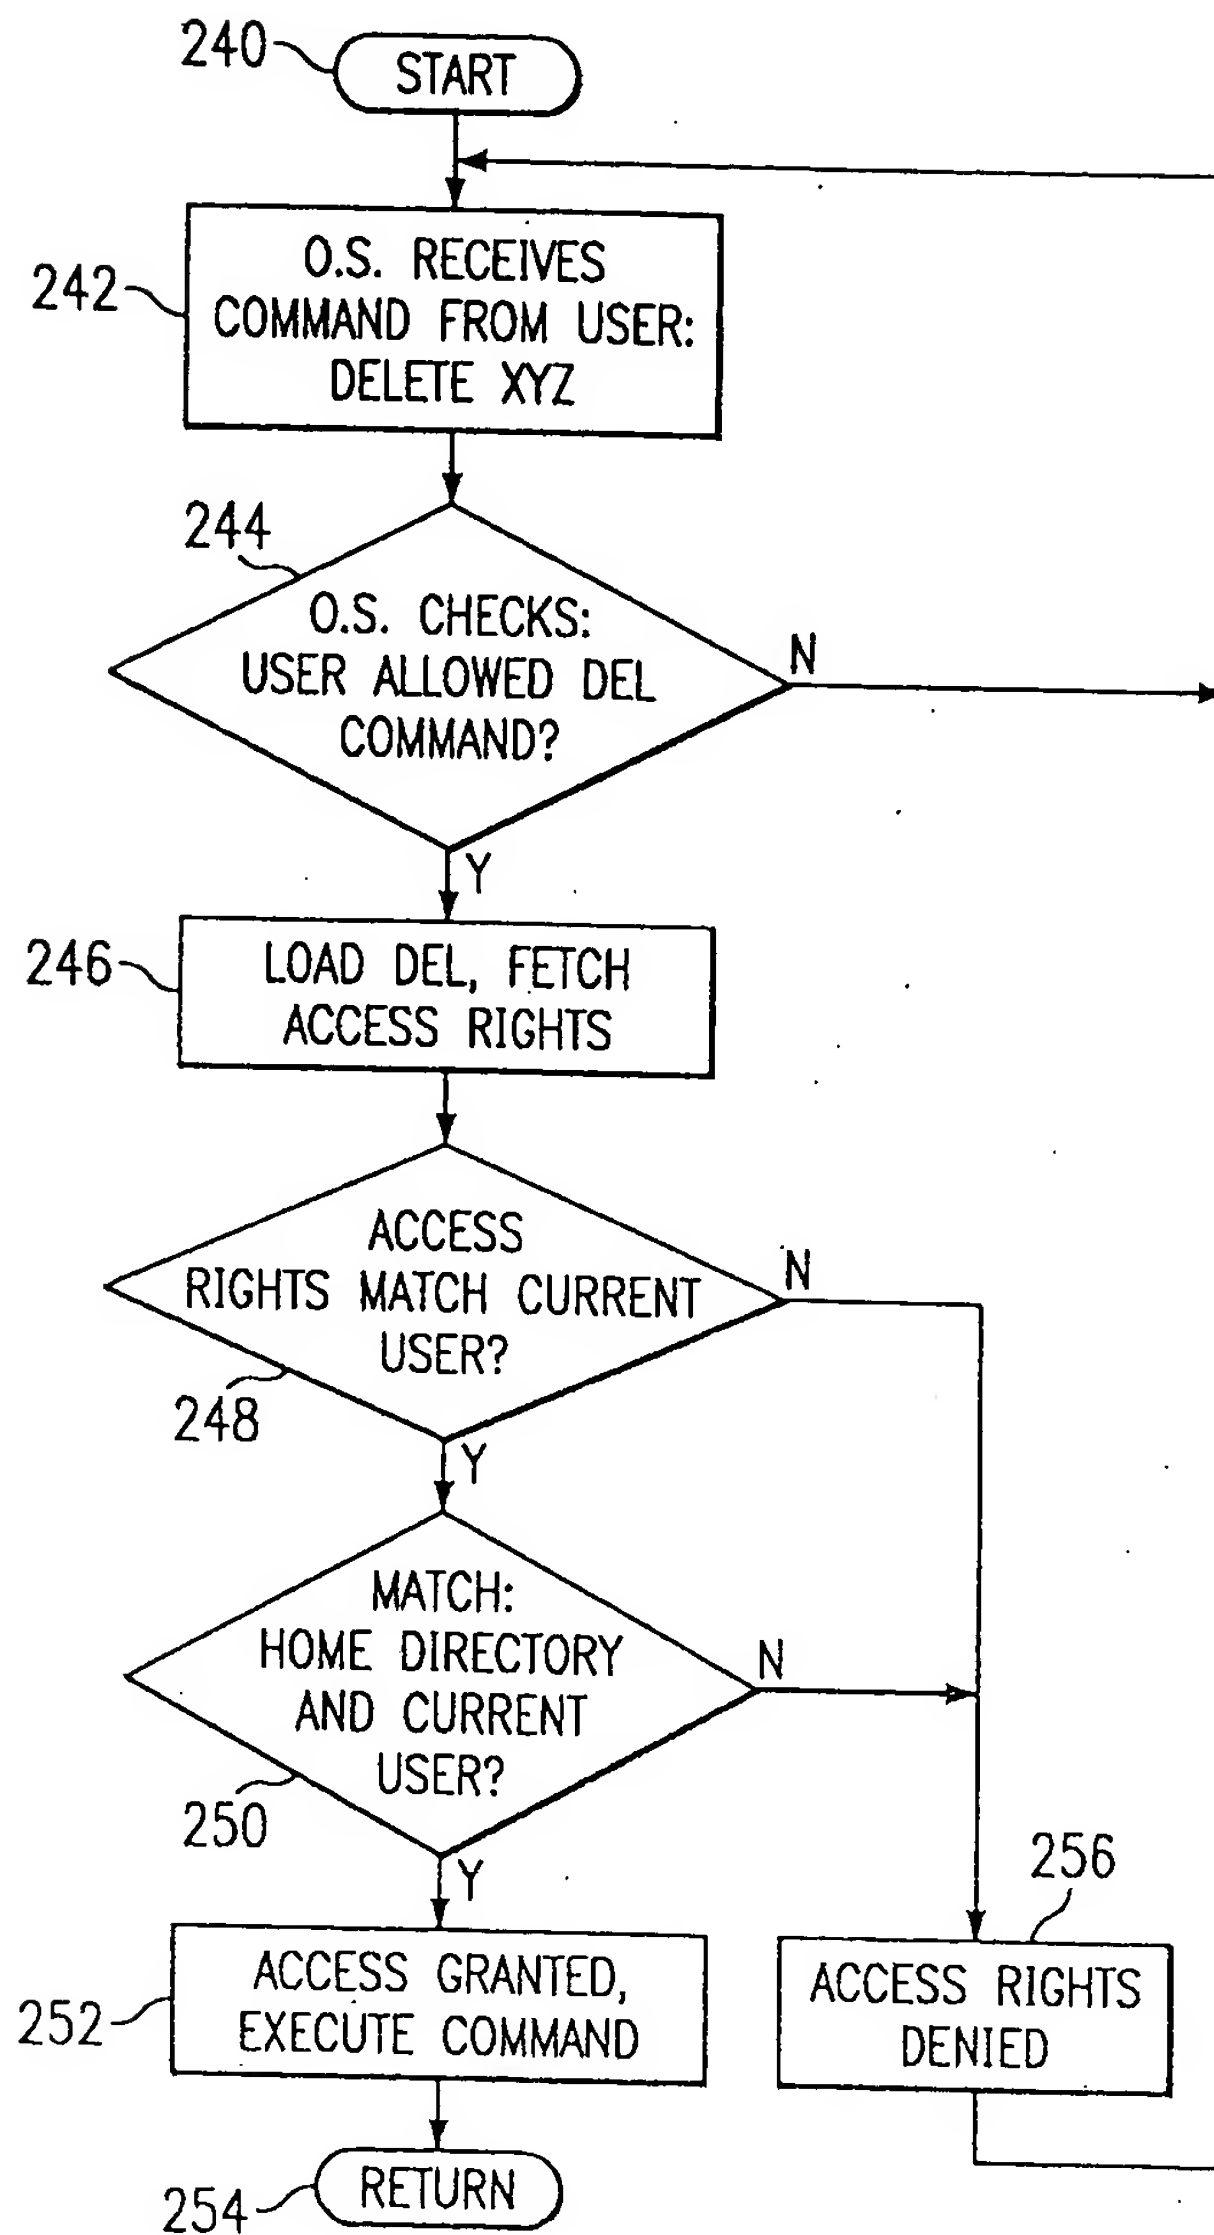 240
START
242
O.S. RECEIVES
COMMAND FROM USER:
DELETE XYZ
244
O.S. CHECKS:
USER ALLOWED DEL
COMMAND?
N
Y
246
LOAD DEL, FETCH
ACCESS RIGHTS
ACCESS
RIGHTS MATCH CURRENT
USER?
N
248
Y
MATCH:
HOME DIRECTORY
AND CURRENT
USER?
N
250
Y
256
252
ACCESS GRANTED,
EXECUTE COMMAND
ACCESS RIGHTS
DENIED
254
RETURN